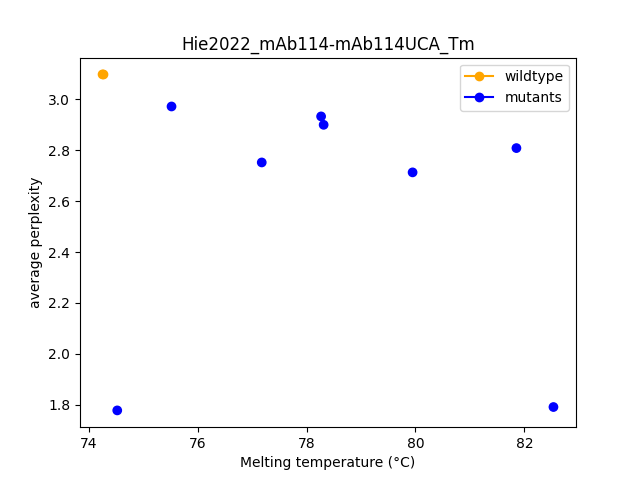 Hie2022_mAb114-mAb114UCA_Tm
wildtype
mutants
average perplexity
3.0
2.8
2.6
2.4
2.2
2.0
1.8
74 76 78 80 82
Melting temperature (°C)